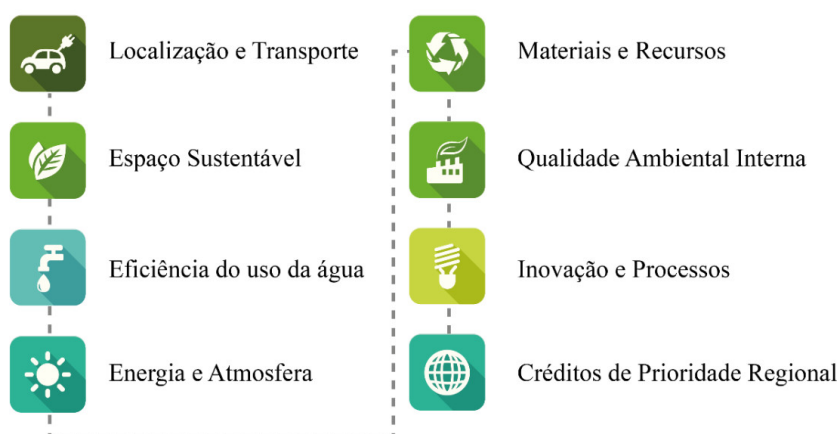 Localização e Transporte
Espaço Sustentável
Eficiência do uso da água
Energia e Atmosfera
Materiais e Recursos
Qualidade Ambiental Interna
Inovação e Processos
Créditos de Prioridade Regional